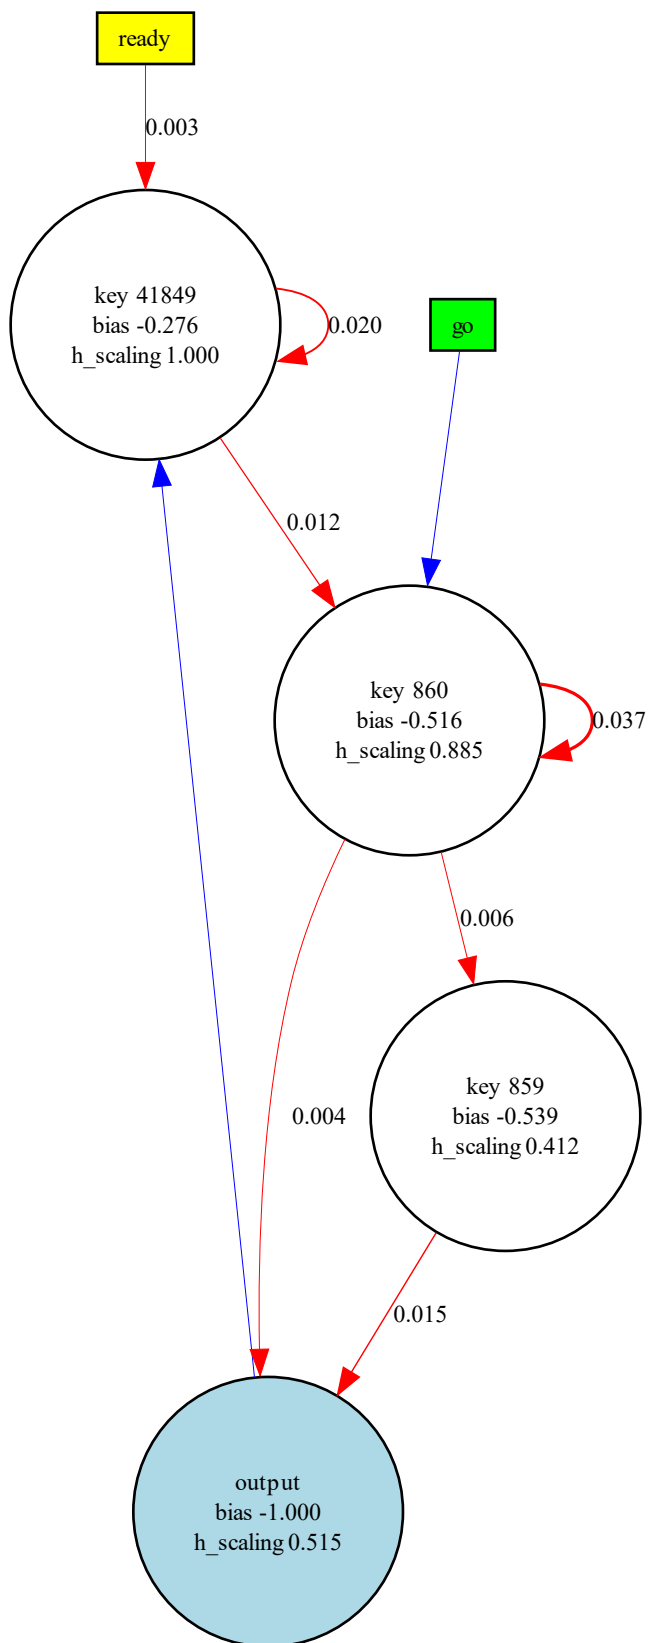 ready
0.003
key 41849
bias -0.276
h_scaling 1.000
0.020
go
0.012
key 860
bias -0.516
h_scaling 0.885
0.037
0.006
key 859
bias -0.539
h_scaling 0.412
0.004
0.015
output
bias -1.000
h_scaling 0.515